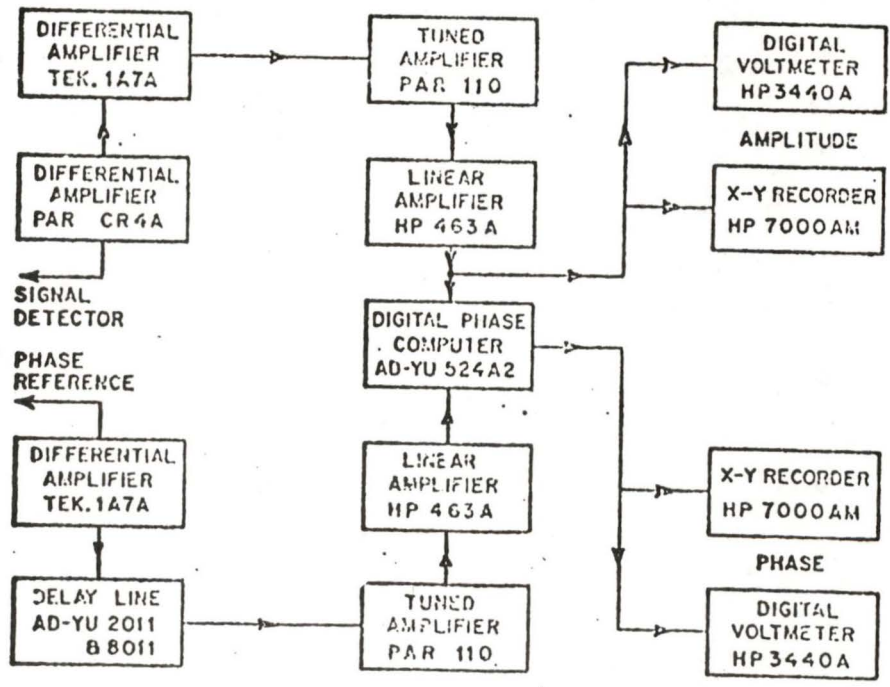 DIFFERENTIAL
AMPLIFIER
TEK. 1A7A
TUNED
AMPLIFIER
PAR 110
DIGITAL
VOLTMETER
HP3440A
AMPLITUDE
DIFFERENTIAL
AMPLIFIER
PAR CR4A
LINEAR
AMPLIFIER
HP 463A
X-Y RECORDER
HP 7000AM
SIGNAL
DETECTOR
DIGITAL PHASE
COMPUTER
AD-YU 524A2
PHASE
REFERENCE
DIFFERENTIAL
AMPLIFIER
TEK. 1A7A
LINEAR
AMPLIFIER
HP 463A
X-Y RECORDER
HP 7000AM
PHASE
DELAY LINE
AD-YU 2011
& 8011
TUNED
AMPLIFIER
PAR 110
DIGITAL
VOLTMETER
HP3440A